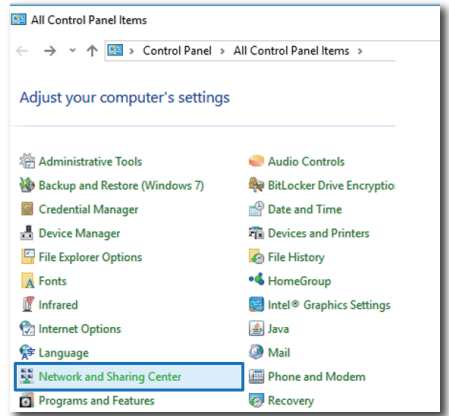 All Control Panel Items
Control Panel > All Control Panel Items >
Adjust your computer's settings
Administrative Tools
Audio Controls
Backup and Restore (Windows 7)
BitLocker Drive Encryptio
Credential Manager
Date and Time
Device Manager
Devices and Printers
File Explorer Options
File History
Fonts
HomeGroup
Infrared
Intel® Graphics Settings
Internet Options
Java
Language
Mail
Network and Sharing Center
Phone and Modem
Programs and Features
Recovery